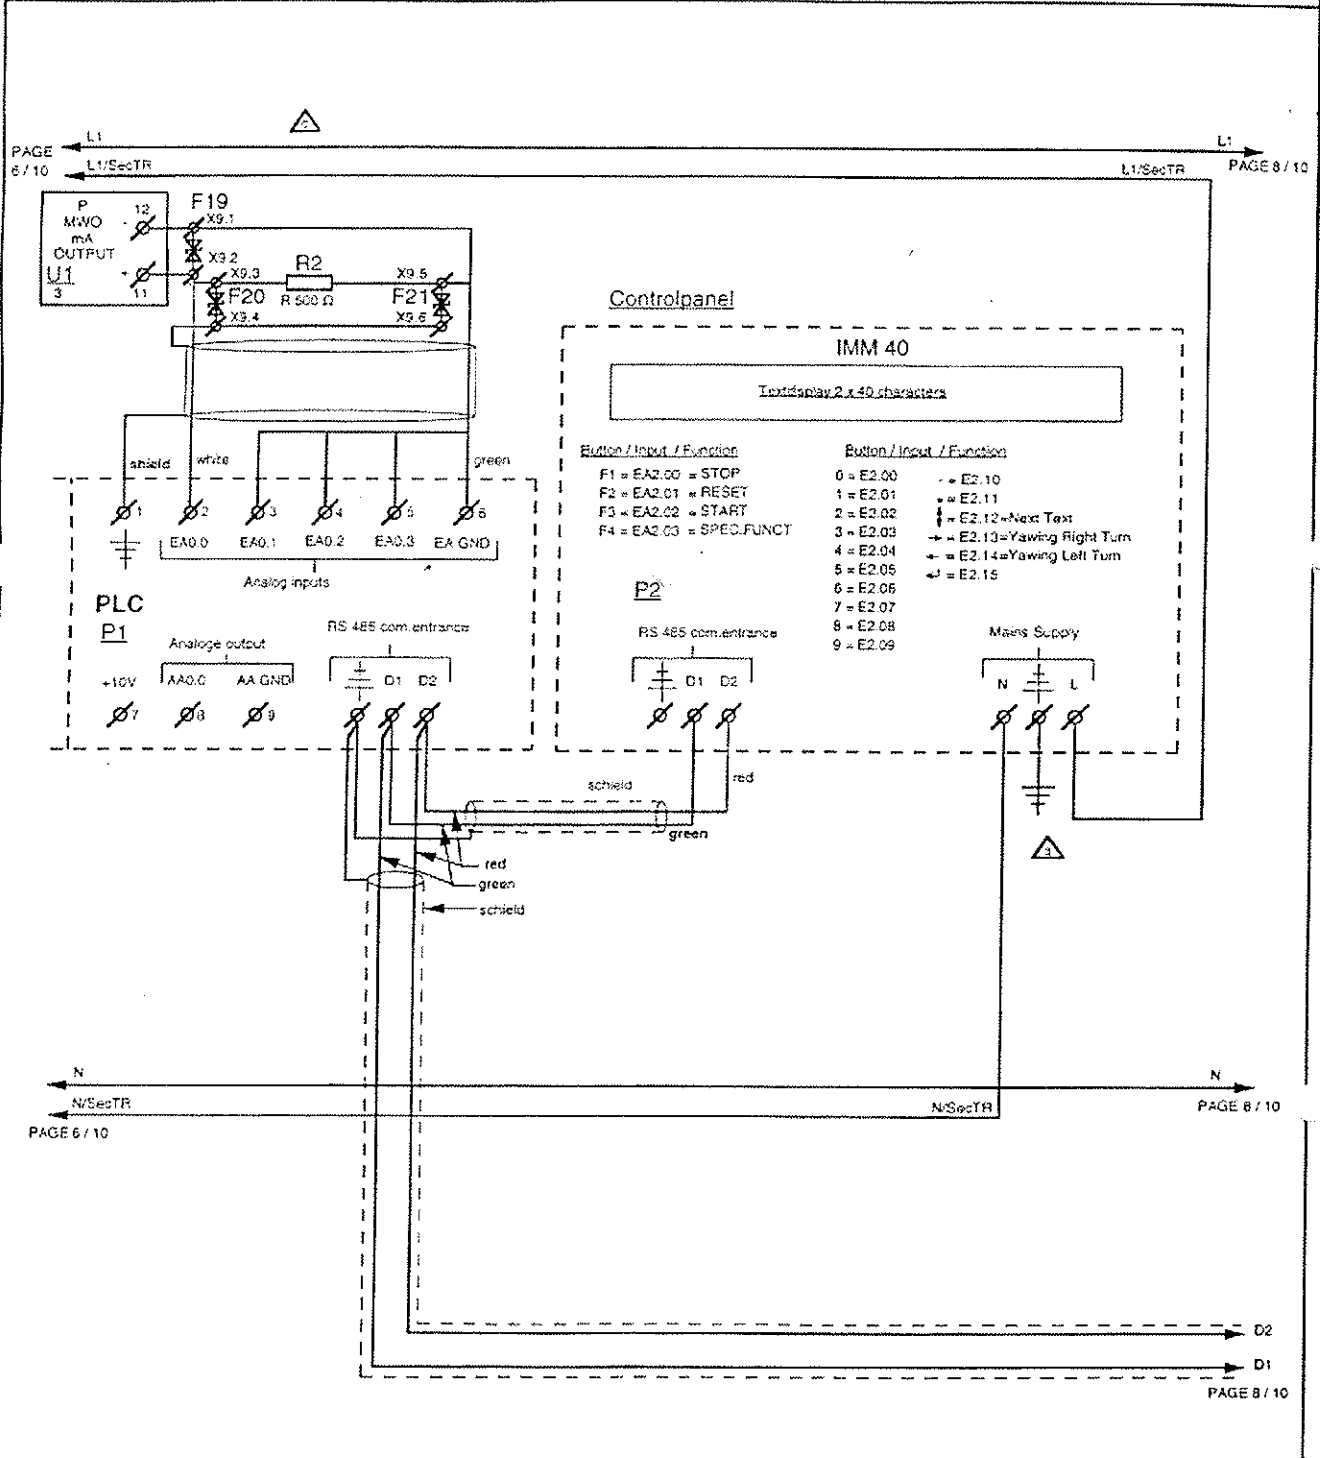 L1
L1
PAGE
6 / 10
PAGE 8 / 10
L1/SecTR
L1/SecTR
P
MWO
mA
OUTPUT
U1
3
12
-
+
11
F19
X9.1
X9.2
X9.3
R2
X9.5
F20
R 500 Ω
F21
X9.4
X9.6
Controlpanel
IMM 40
Textdisplay 2 x 40 characters
shield
white
green
Button / Input / Function
F1 = EA2.00 = STOP
F2 = EA2.01 = RESET
F3 = EA2.02 = START
F4 = EA2.03 = SPEC.FUNCT
Button / Input / Function
0 = E2.00
1 = E2.01
2 = E2.02
3 = E2.03
4 = E2.04
5 = E2.05
6 = E2.06
7 = E2.07
8 = E2.08
9 = E2.09
- = E2.10
= E2.11
= E2.12=Next Text
→ = E2.13=Yawing Right Turn
← = E2.14=Yawing Left Turn
↵ = E2.15
1 2 3 4 5 6
EA0.0 EA0.1 EA0.2 EA0.3 EA GND
Analog inputs
PLC
P1
P2
Analoge output
RS 485 com.entrance
RS 485 com.entrance
Mains Supply
+10V
AA0.0 AA GND
D1 D2
D1 D2
N L
7 8 9
schield
red
green
red
green
schield
N
N
N/SecTR
N/SecTR
PAGE 8 / 10
PAGE 6 / 10
D2
D1
PAGE 8 / 10